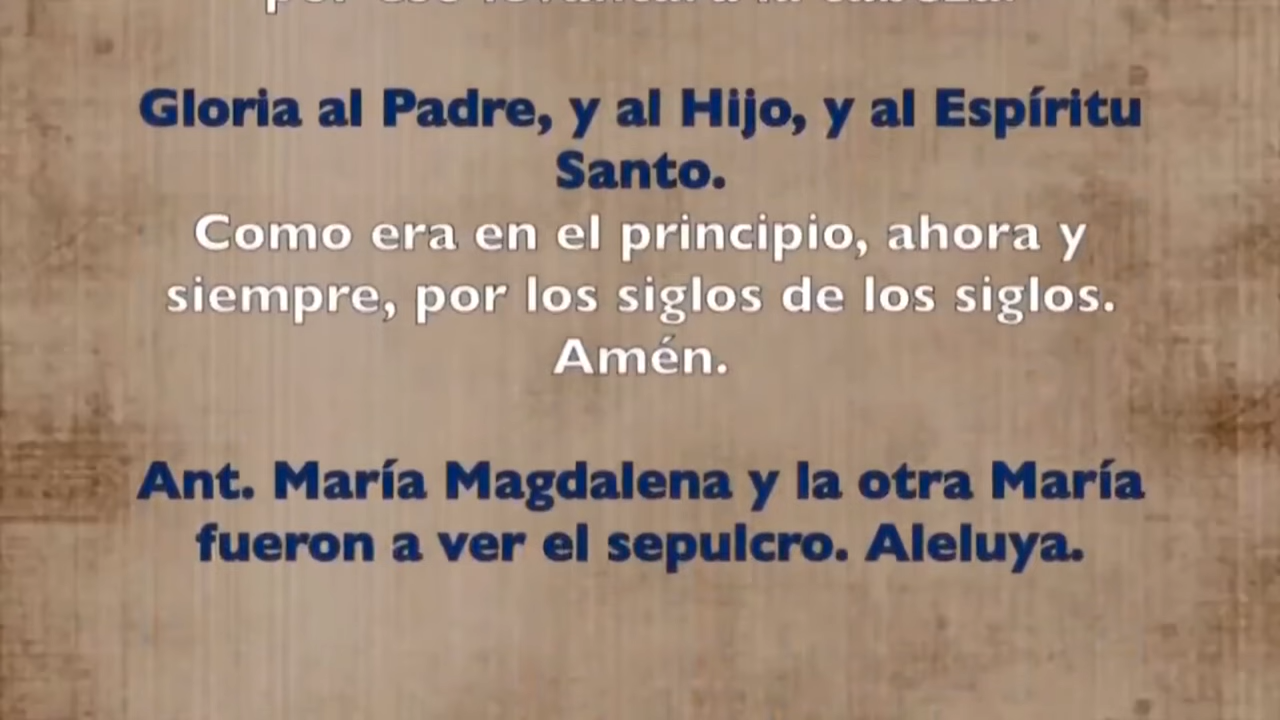 Gloria al Padre, y al Hijo, y al Espíritu
Santo.
Como era en el principio, ahora y
siempre, por los siglos de los siglos.
Amén.
Ant. María Magdalena y la otra María
fueron a ver el sepulcro. Aleluya.